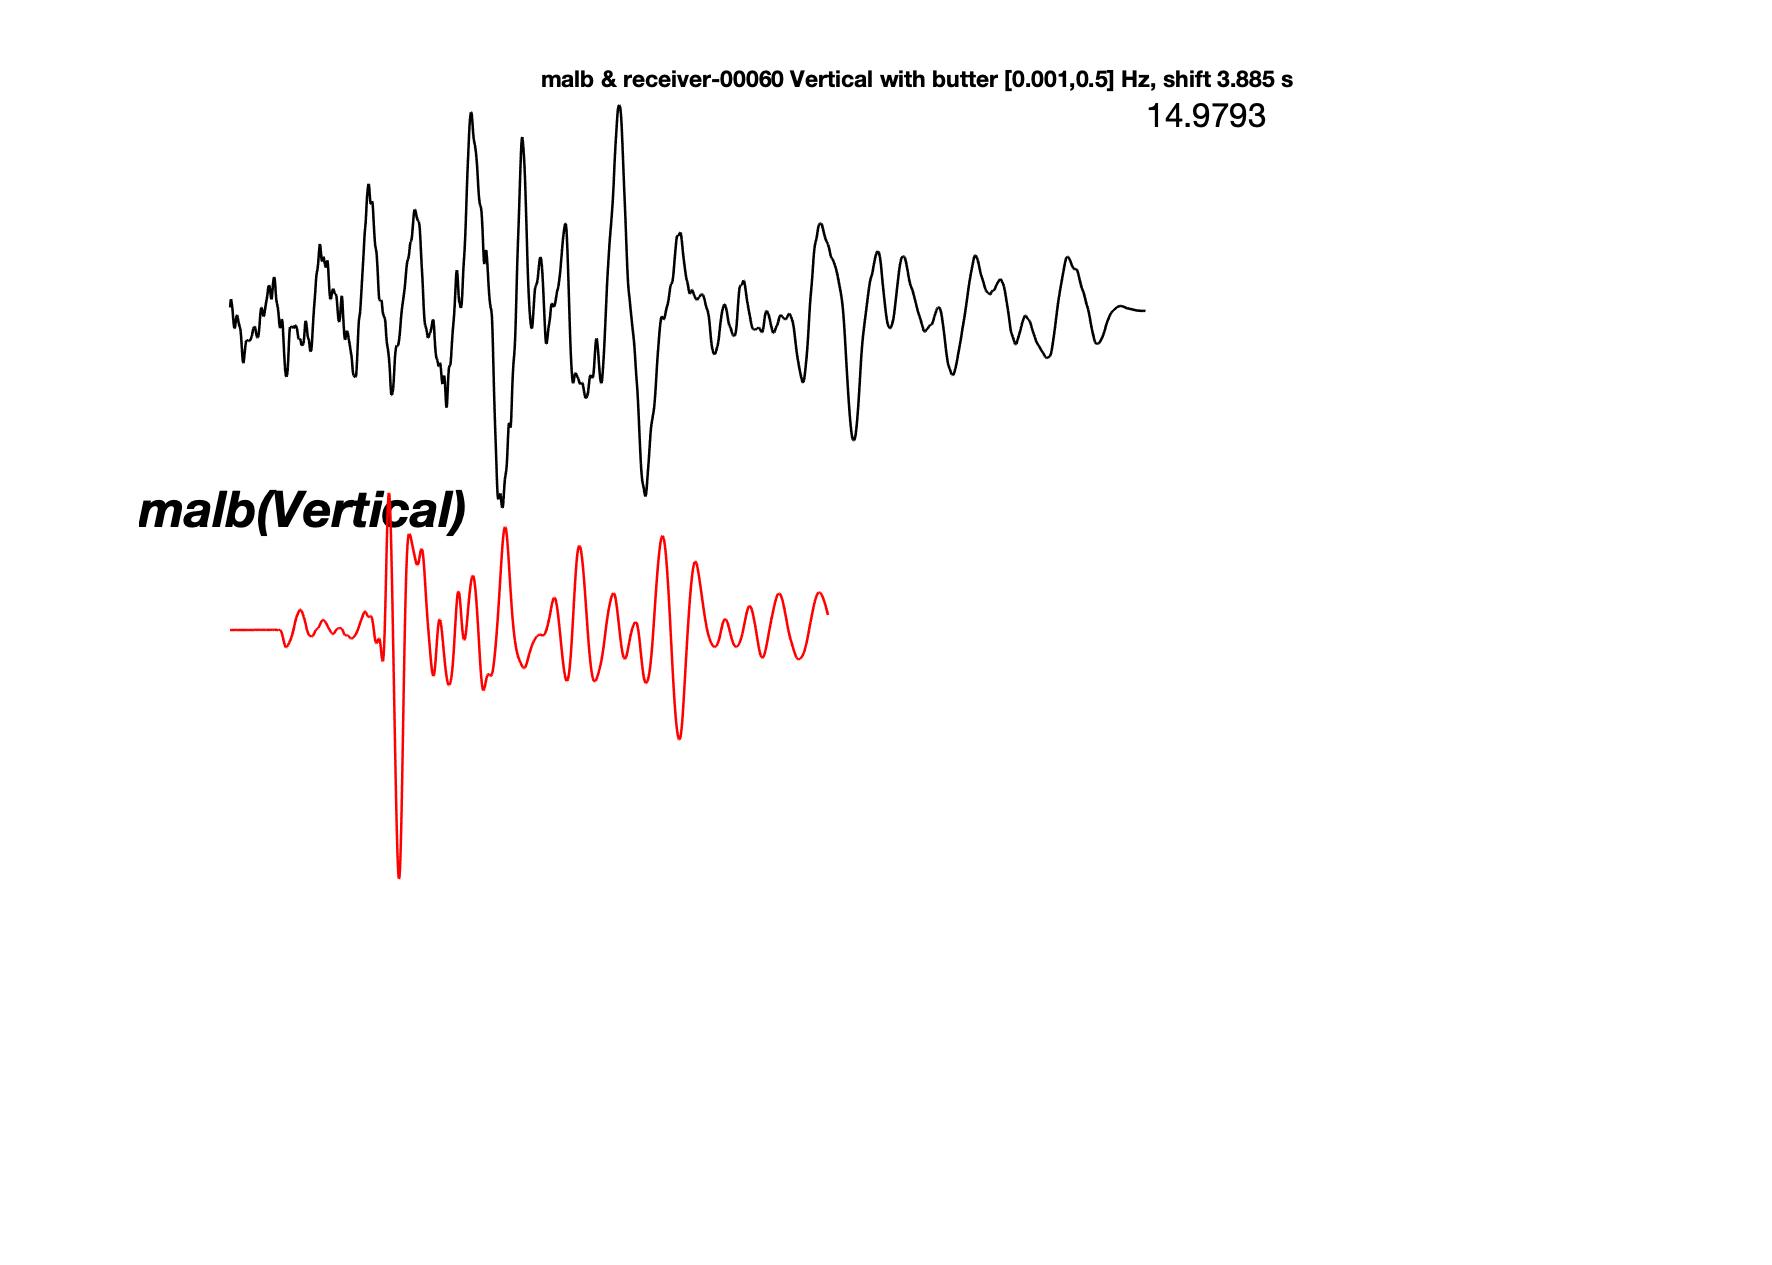 malb & receiver-00060 Vertical with butter [0.001,0.5] Hz, shift 3.885 s
14.9793
malb(Vertical)